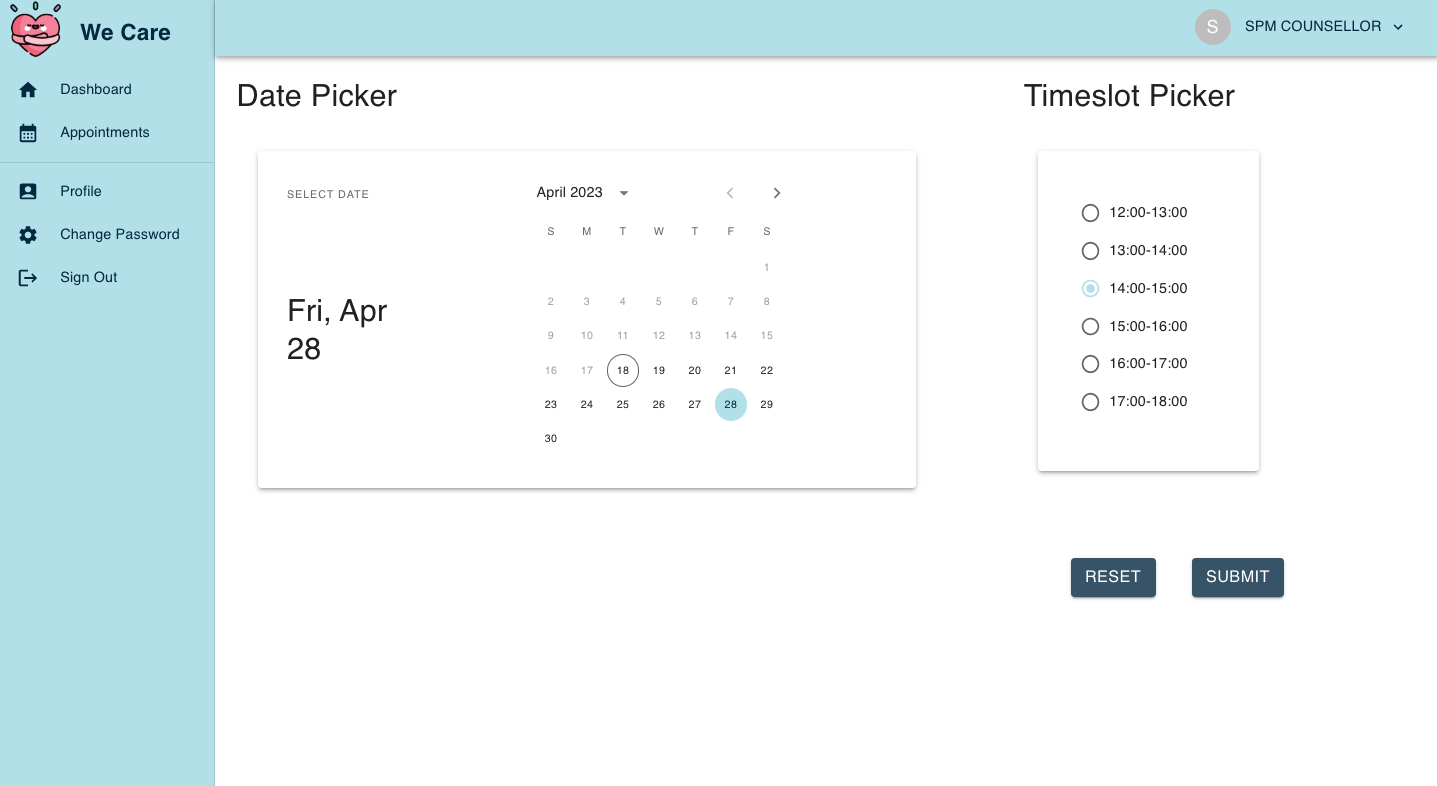 We Care
S SPM COUNSELLOR
Dashboard
Appointments
Profile
Change Password
Sign Out
Date Picker
SELECT DATE
Fri, Apr
28
April 2023
S M T W T F S
1
2 3 4 5 6 7 8
9 10 11 12 13 14 15
16 17 18 19 20 21 22
23 24 25 26 27 28 29
30
Timeslot Picker
12:00-13:00
13:00-14:00
14:00-15:00
15:00-16:00
16:00-17:00
17:00-18:00
RESET SUBMIT